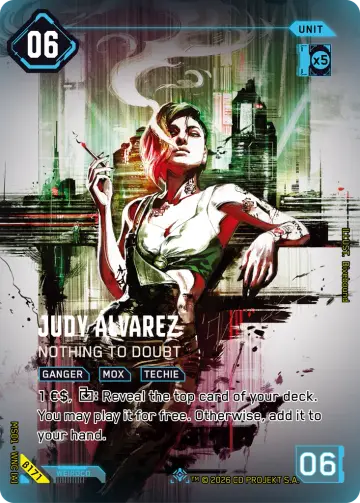 06
UNIT
x5
JUDY ALVAREZ
NOTHING TO DOUBT
GANGER MOX TECHIE
1 €$, : Reveal the top card of your deck.
You may play it for free. Otherwise, add it to
your hand.
06
WEIRDCO
™ © 2026 CD PROJEKT S.A.